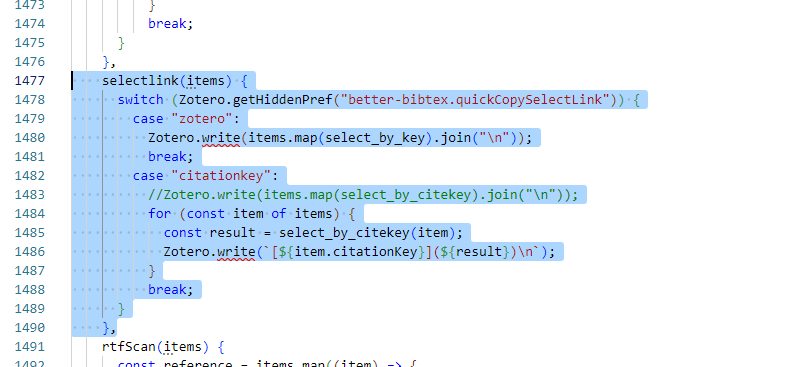 1473 }
1474 break;
1475 }
1476 },
1477 selectlink(items) {
1478 switch (Zotero.getHiddenPref("better-bibtex.quickCopySelectLink")) {
1479 case "zotero":
1480 Zotero.write(items.map(select_by_key).join("\n"));
1481 break;
1482 case "citationkey":
1483 //Zotero.write(items.map(select_by_citekey).join("\n"));
1484 for (const item of items) {
1485 const result = select_by_citekey(item);
1486 Zotero.write(`[${item.citationKey}](${result})\n`);
1487 }
1488 break;
1489 }
1490 },
1491 rtfScan(items) {
1492 const reference = items.map((item) => {